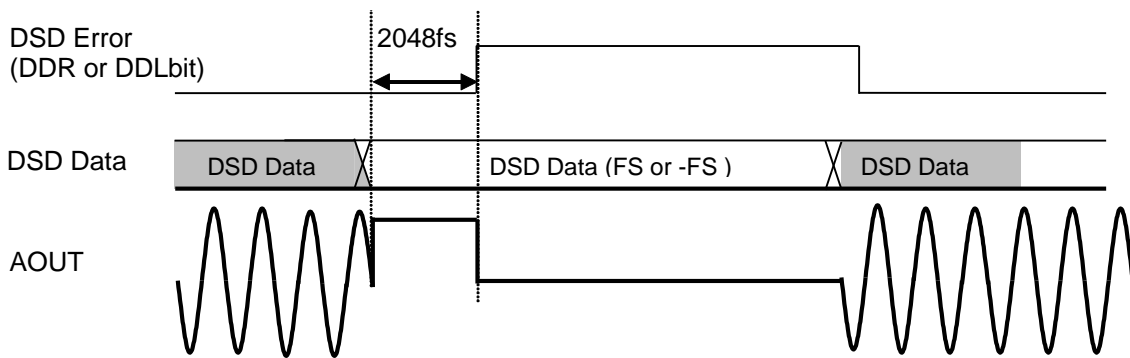 DSD Error
(DDR or DDLbit)
2048fs
DSD Data
DSD Data
DSD Data (FS or -FS )
DSD Data
AOUT